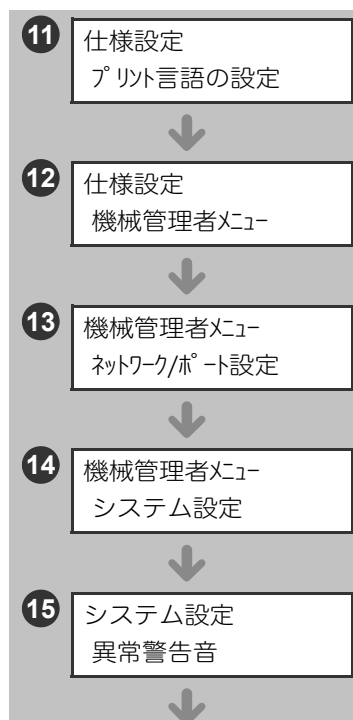 11
仕様設定
プリント言語の設定
12
仕様設定
機械管理者メニュー
13
機械管理者メニュー
ネットワーク/ポート設定
14
機械管理者メニュー
システム設定
15
システム設定
異常警告音